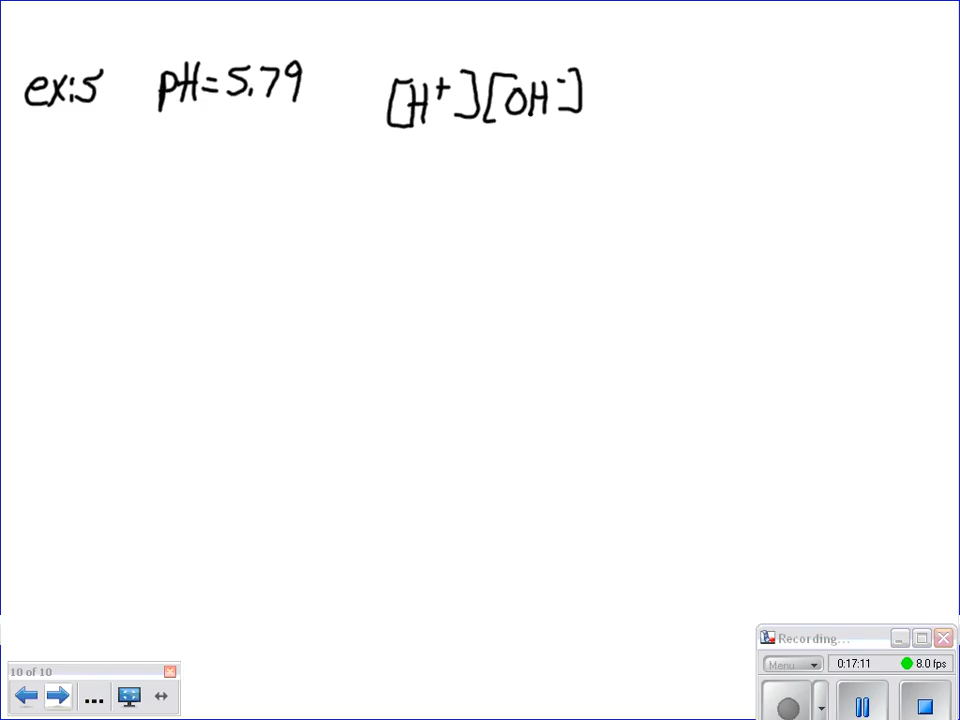 ex:5 pH=5.79 [H⁺][OH⁻]
Recording...
Menu 0:17:11 8.0 fps
10 of 10
...